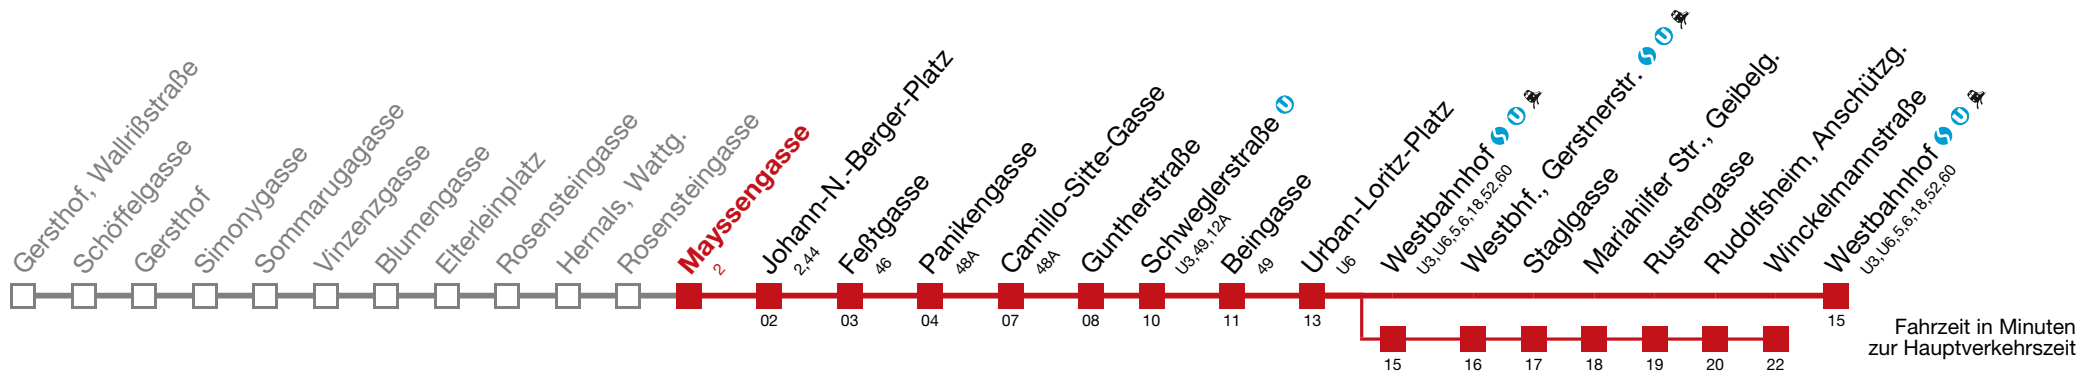 Gersthof, Wallrißstraße
Schöffelgasse
Gersthof
Simonygasse
Sommarugagasse
Vinzenzgasse
Blumengasse
Elterleinplatz
Rosensteingasse
Hernals, Wattg.
Rosensteingasse
Mayssengasse
2
Johann-N.-Berger-Platz
2,44
Feßtgasse
46
Panikengasse
48A
Camillo-Sitte-Gasse
48A
Guntherstraße
Schweglerstraße U
U3,49,12A
Beingasse
49
Urban-Loritz-Platz
U6
Westbahnhof S U
U3,U6,5,6,18,52,60
Westbhf., Gerstnerstr. S U
Staglgasse
Mariahilfer Str., Geibelg.
Rustengasse
Rudolfsheim, Anschützg.
Winckelmannstraße
Westbahnhof S U
U3,U6,5,6,18,52,60
02
03
04
07
08
10
11
13
15
15
16
17
18
19
20
22
Fahrzeit in Minuten
zur Hauptverkehrszeit